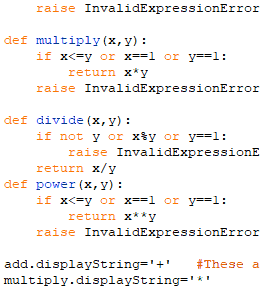 raise InvalidExpressionError

def multiply(x,y):
    if x<=y or x==1 or y==1:
        return x*y
    raise InvalidExpressionError

def divide(x,y):
    if not y or x%y or y==1:
        raise InvalidExpressionE
    return x/y
def power(x,y):
    if x<=y or x==1 or y==1:
        return x**y
    raise InvalidExpressionError

add.displayString='+'   #These a
multiply.displayString='*'